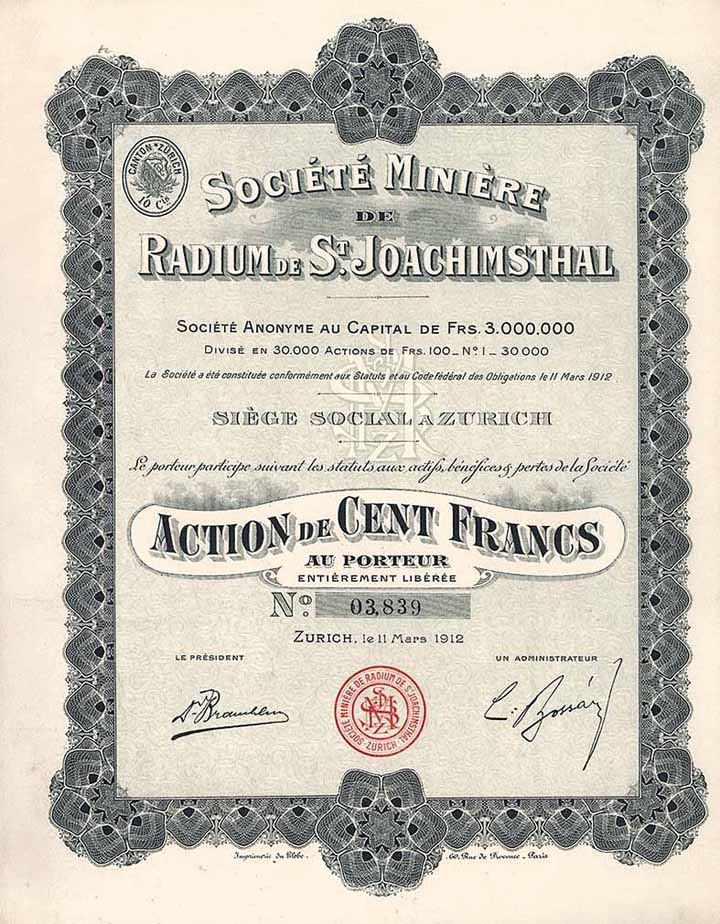 CANTON ZÜRICH
10 Cts
SOCIÉTÉ MINIÈRE
DE
RADIUM DE ST. JOACHIMSTHAL
SOCIÉTÉ ANONYME AU CAPITAL DE FRS. 3.000.000
DIVISÉ EN 30.000 ACTIONS DE FRS. 100 _ No 1 _ 30 000
La Société a été constituée conformément aux Statuts et au Code fédéral des Obligations le 11 Mars 1912
SIÈGE SOCIAL A ZURICH
Le porteur participe suivant les statuts aux actifs, bénéfices & pertes de la Société
ACTION DE CENT FRANCS
AU PORTEUR
ENTIÈREMENT LIBÉRÉE
No. 03,839
ZURICH, le 11 Mars 1912
LE PRÉSIDENT
UN ADMINISTRATEUR
SOCIÉTÉ MINIÈRE DE RADIUM DE ST JOACHIMSTHAL
ZURICH
Imprimerie du Globe. _ 60, Rue de Provence _ Paris